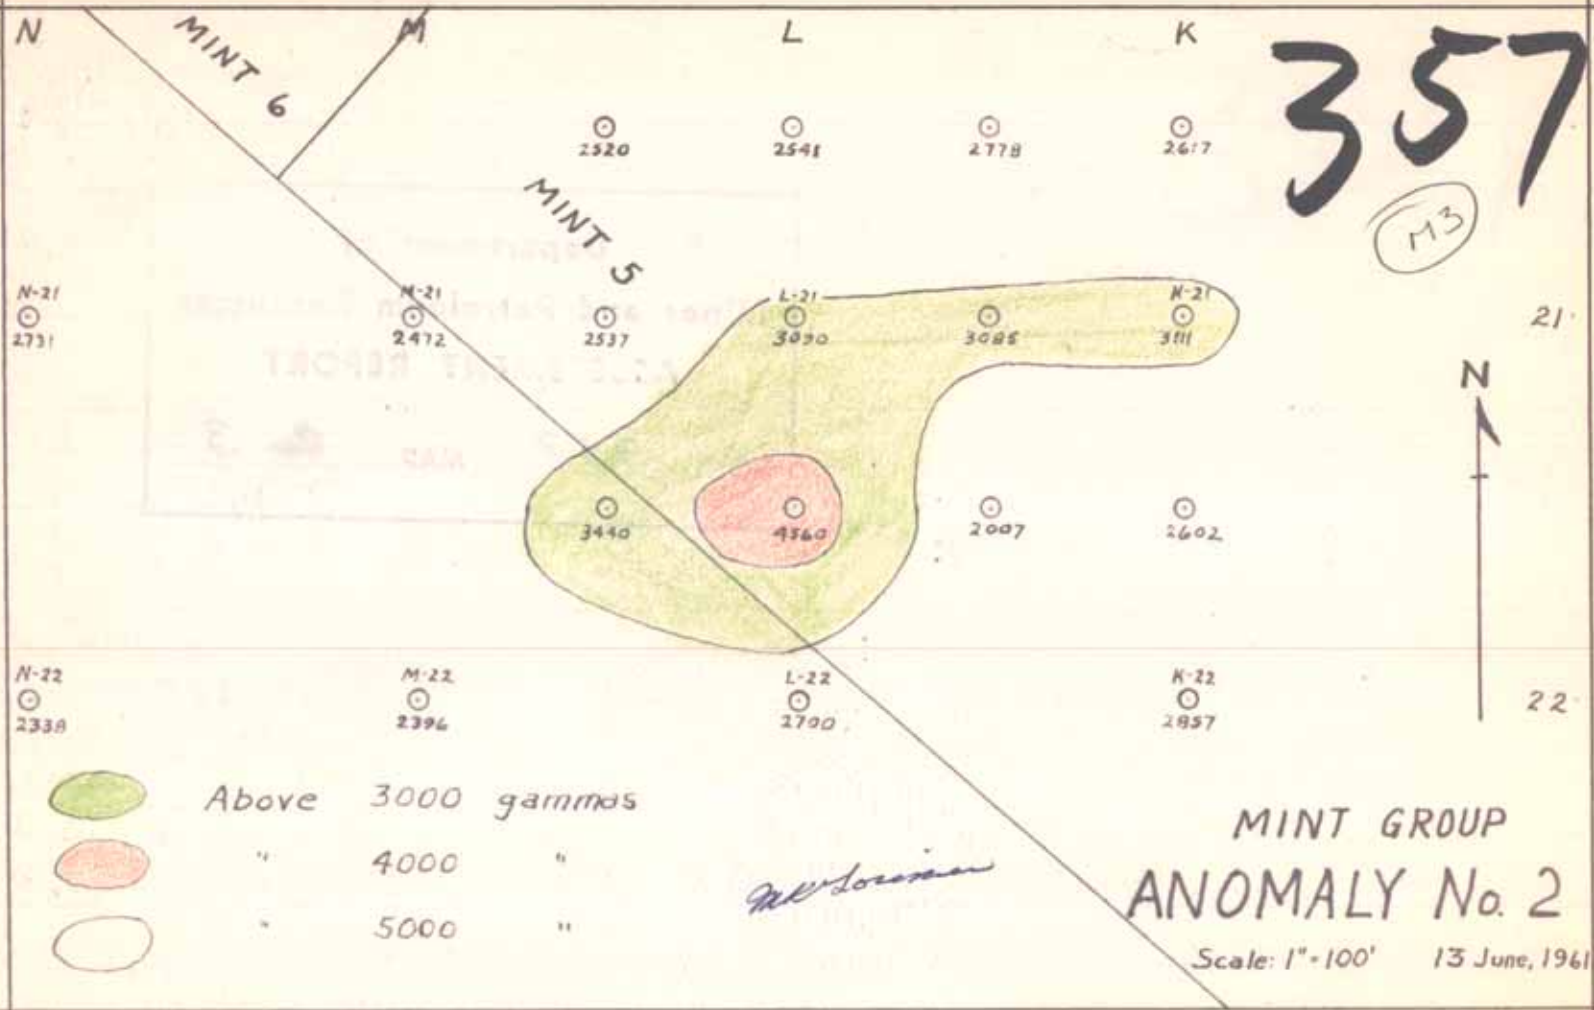 N M L K
357
MINT 6
2520 2541 2778 2617
MINT 5
M3
N-21 M-21 L-21 K-21
2731 2472 2537 3090 3085 3111
21
N
3440 4560 2007 2602
N-22 M-22 L-22 K-22
2338 2396 2790 2857
22
Above 3000 gammas
" 4000 "
" 5000 "
MINT GROUP
ANOMALY No. 2
Scale: 1"=100' 13 June, 1961